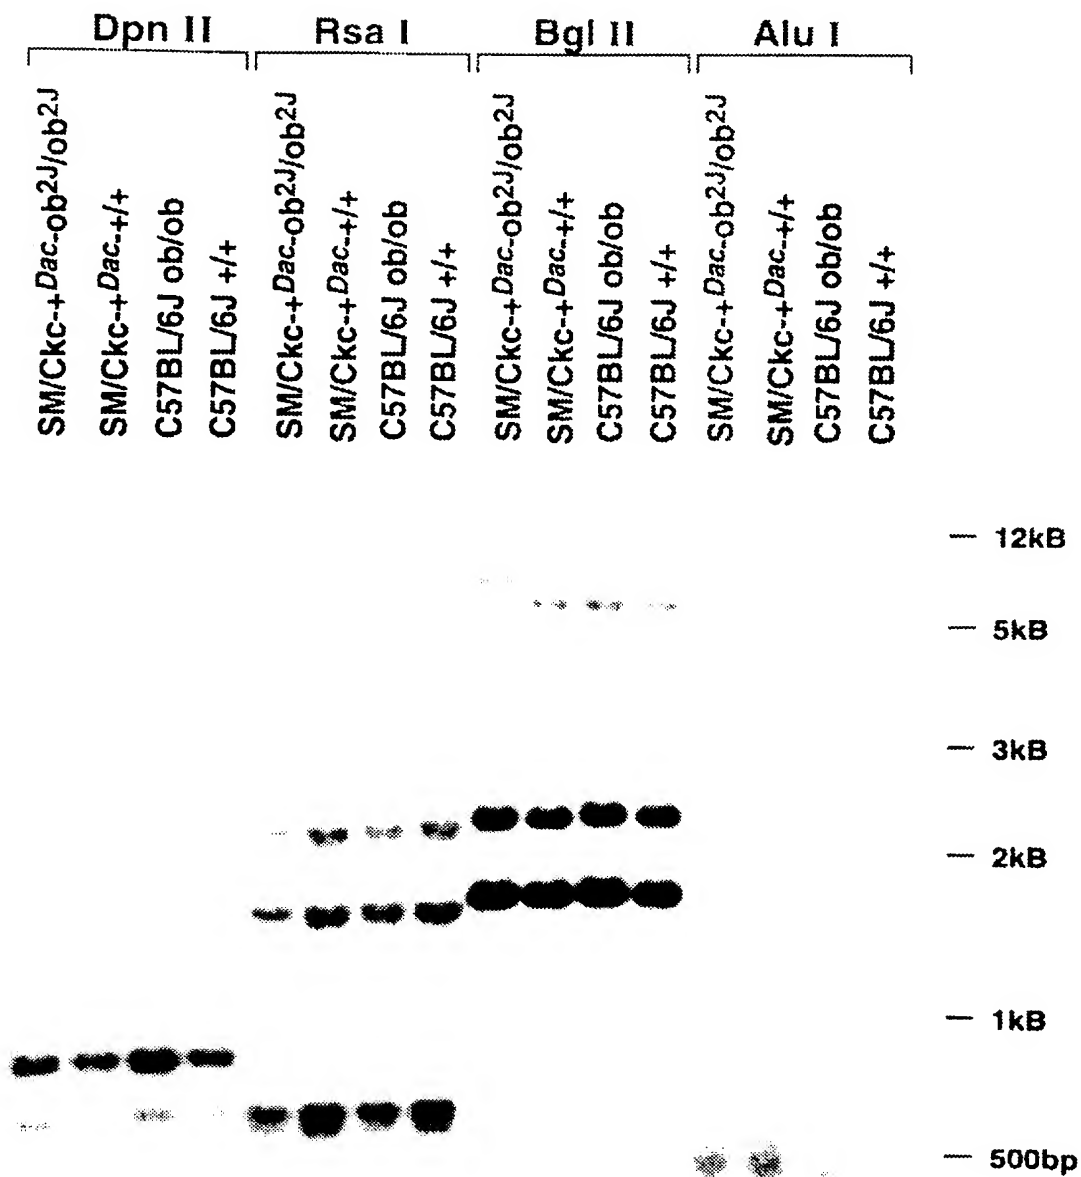 Dpn II Rsa I Bgl II Alu I
SM/Ckc-+Dac-ob2J/ob2J
SM/Ckc-+Dac-+/+
C57BL/6J ob/ob
C57BL/6J +/+
SM/Ckc-+Dac-ob2J/ob2J
SM/Ckc-+Dac-+/+
C57BL/6J ob/ob
C57BL/6J +/+
SM/Ckc-+Dac-ob2J/ob2J
SM/Ckc-+Dac-+/+
C57BL/6J ob/ob
C57BL/6J +/+
SM/Ckc-+Dac-ob2J/ob2J
SM/Ckc-+Dac-+/+
C57BL/6J ob/ob
C57BL/6J +/+
12kB
5kB
3kB
2kB
1kB
500bp